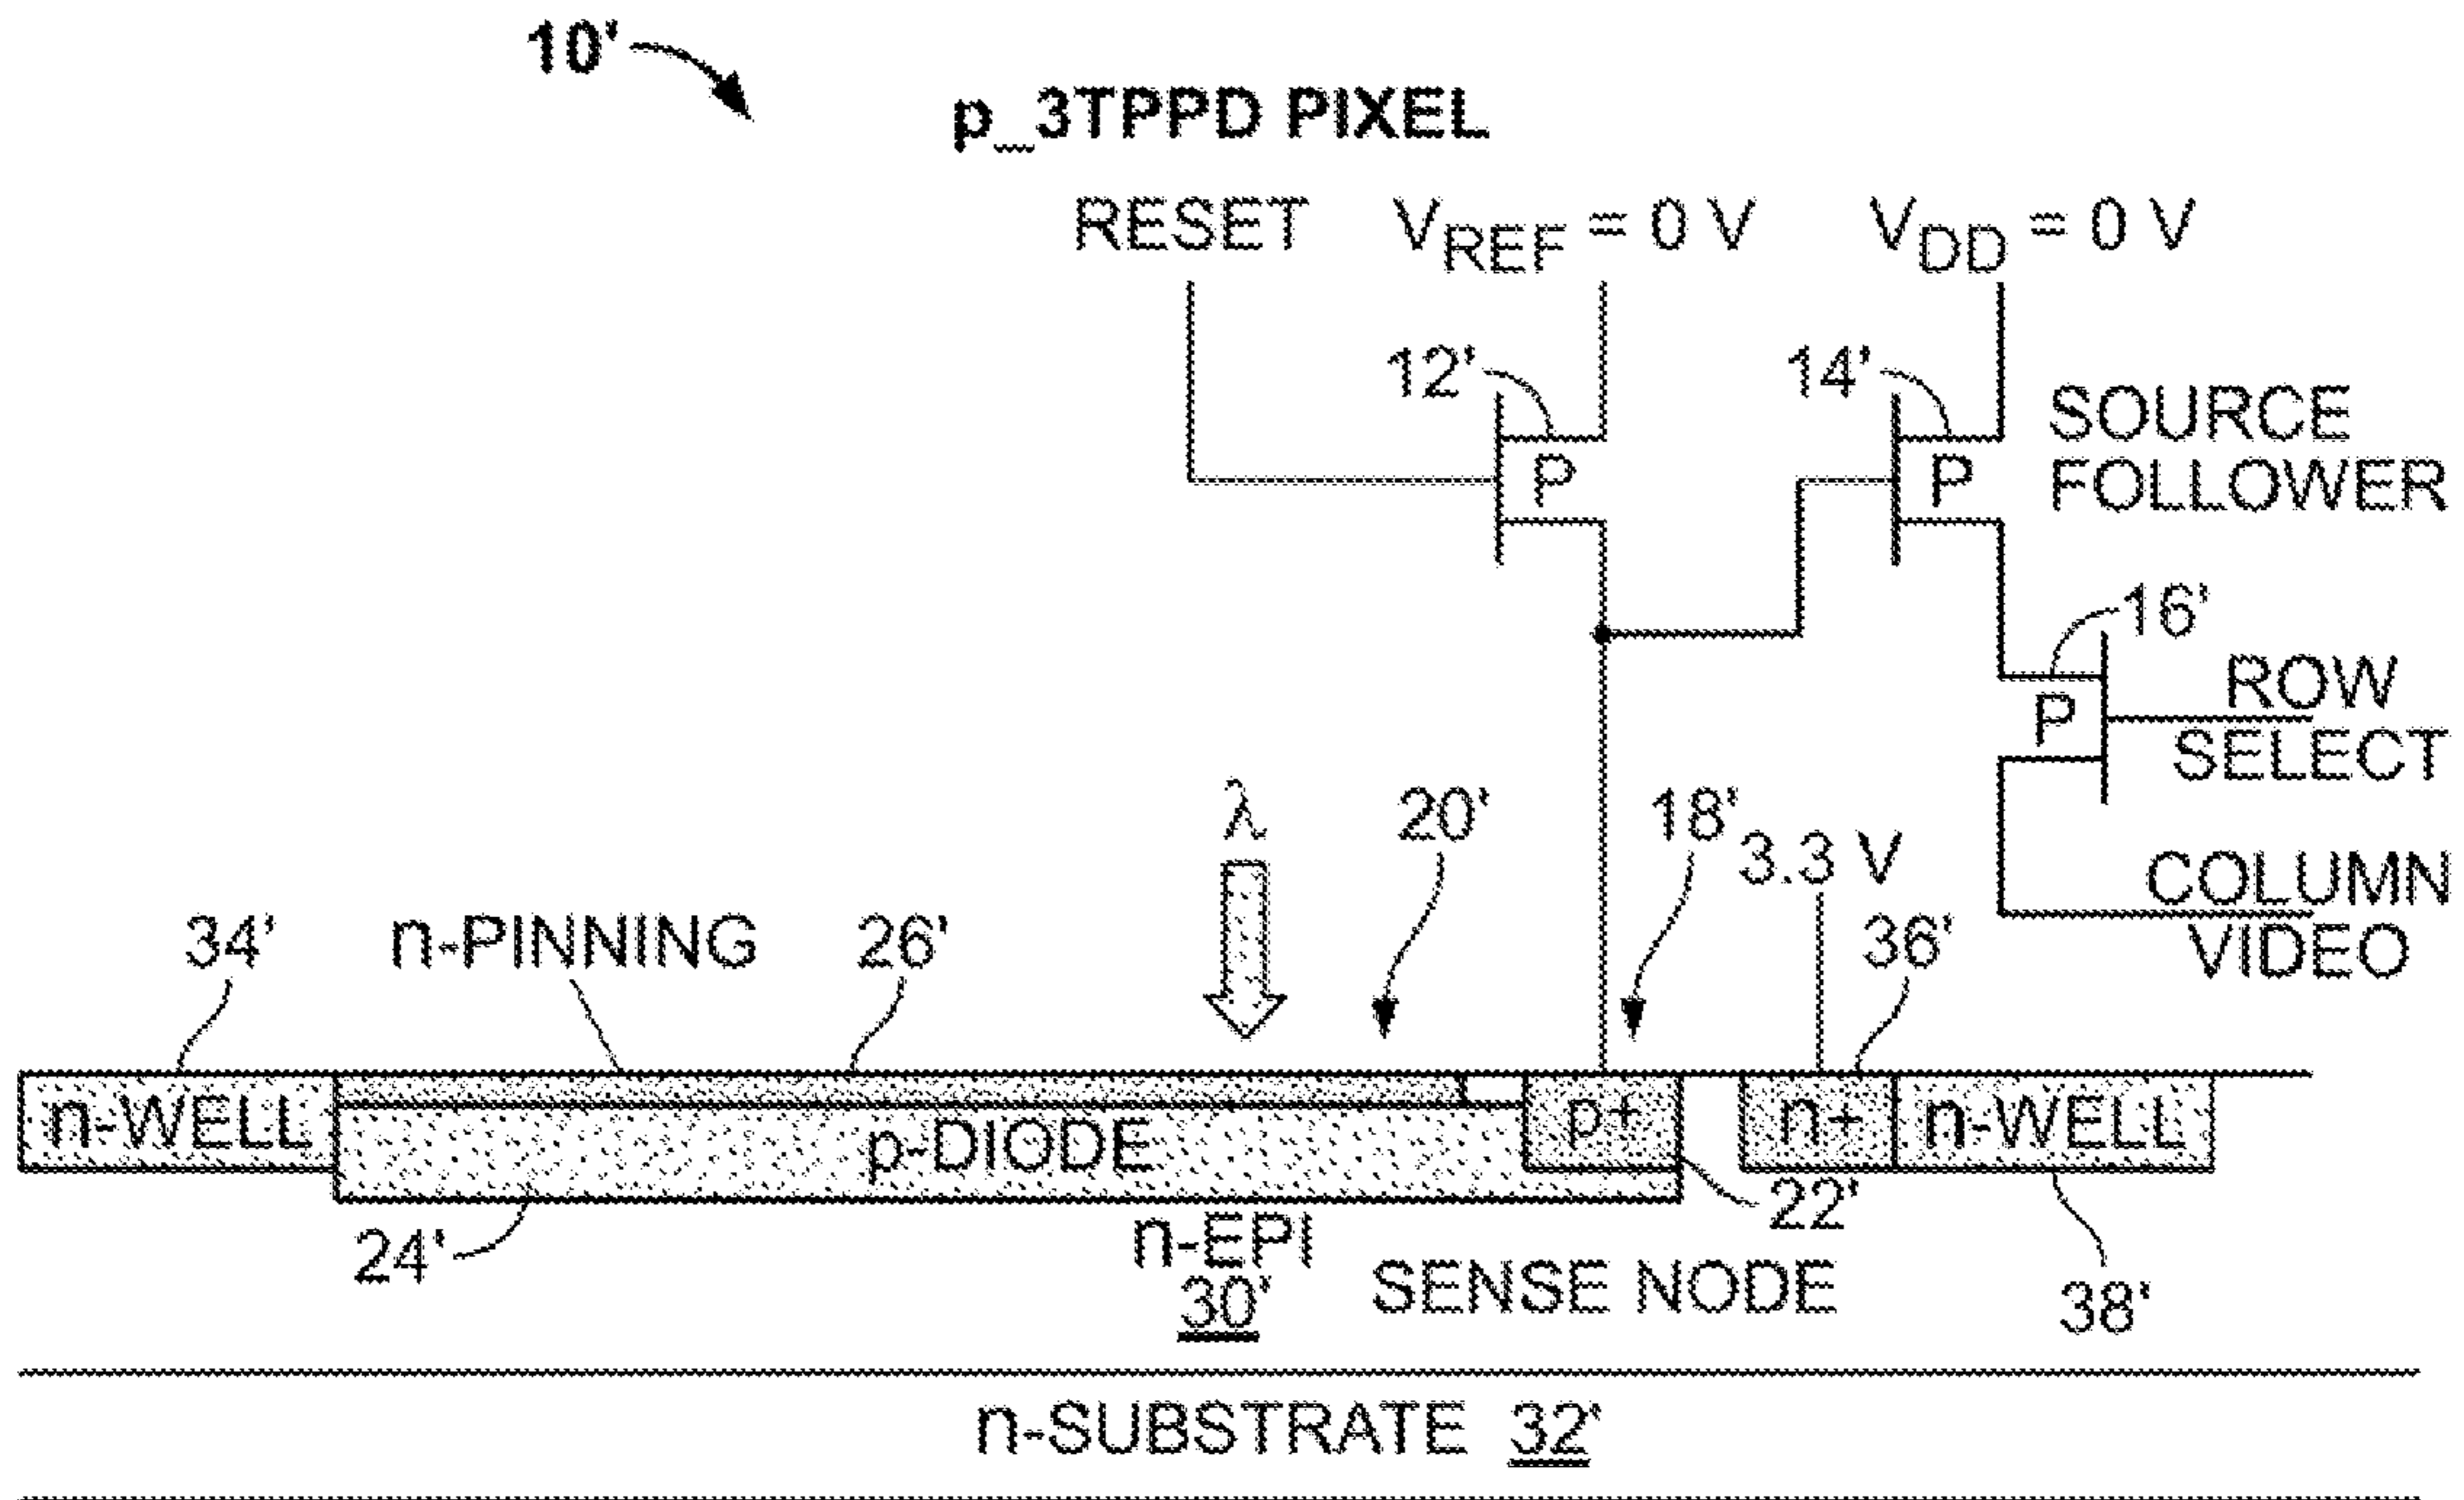 10'
p_3TPPD PIXEL
RESET VREF = 0 V VDD = 0 V
12' 14' SOURCE
P P FOLLOWER
16'
P ROW
SELECT
λ 20' 18' 3.3 V COLUMN
VIDEO
34' n-PINNING 26' 36'
n-WELL p-DIODE p+ n+ n-WELL
24' n-EPI 22'
30' SENSE NODE 38'
n-SUBSTRATE 32'